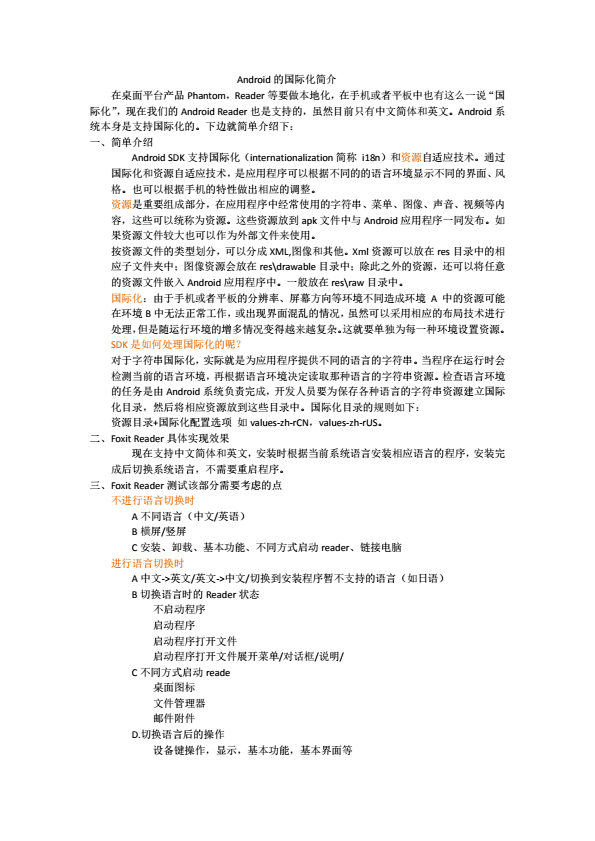 Android 的国际化简介
在桌面平台产品 Phantom，Reader 等要做本地化，在手机或者平板中也有这么一说“国
际化”，现在我们的 Android Reader 也是支持的，虽然目前只有中文简体和英文。Android 系
统本身是支持国际化的。下边就简单介绍下：
一、简单介绍
Android SDK 支持国际化（internationalization 简称 i18n）和资源自适应技术。通过
国际化和资源自适应技术，是应用程序可以根据不同的的语言环境显示不同的界面、风
格。也可以根据手机的特性做出相应的调整。
资源是重要组成部分，在应用程序中经常使用的字符串、菜单、图像、声音、视频等内
容，这些可以统称为资源。这些资源放到 apk 文件中与 Android 应用程序一同发布。如
果资源文件较大也可以作为外部文件来使用。
按资源文件的类型划分，可以分成 XML,图像和其他。Xml 资源可以放在 res 目录中的相
应子文件夹中；图像资源会放在 res\drawable 目录中；除此之外的资源，还可以将任意
的资源文件嵌入 Android 应用程序中。一般放在 res\raw 目录中。
国际化：由于手机或者平板的分辨率、屏幕方向等环境不同造成环境 A 中的资源可能
在环境 B 中无法正常工作，或出现界面混乱的情况，虽然可以采用相应的布局技术进行
处理，但是随运行环境的增多情况变得越来越复杂。这就要单独为每一种环境设置资源。
SDK 是如何处理国际化的呢？
对于字符串国际化，实际就是为应用程序提供不同的语言的字符串。当程序在运行时会
检测当前的语言环境，再根据语言环境决定读取那种语言的字符串资源。检查语言环境
的任务是由 Android 系统负责完成，开发人员要为保存各种语言的字符串资源建立国际
化目录，然后将相应资源放到这些目录中。国际化目录的规则如下：
资源目录+国际化配置选项 如 values-zh-rCN，values-zh-rUS。
二、Foxit Reader 具体实现效果
现在支持中文简体和英文，安装时根据当前系统语言安装相应语言的程序，安装完
成后切换系统语言，不需要重启程序。
三、Foxit Reader 测试该部分需要考虑的点
不进行语言切换时
A 不同语言（中文/英语）
B 横屏/竖屏
C 安装、卸载、基本功能、不同方式启动 reader、链接电脑
进行语言切换时
A 中文->英文/英文->中文/切换到安装程序暂不支持的语言（如日语）
B 切换语言时的 Reader 状态
不启动程序
启动程序
启动程序打开文件
启动程序打开文件展开菜单/对话框/说明/
C 不同方式启动 reade
桌面图标
文件管理器
邮件附件
D.切换语言后的操作
设备键操作，显示，基本功能，基本界面等